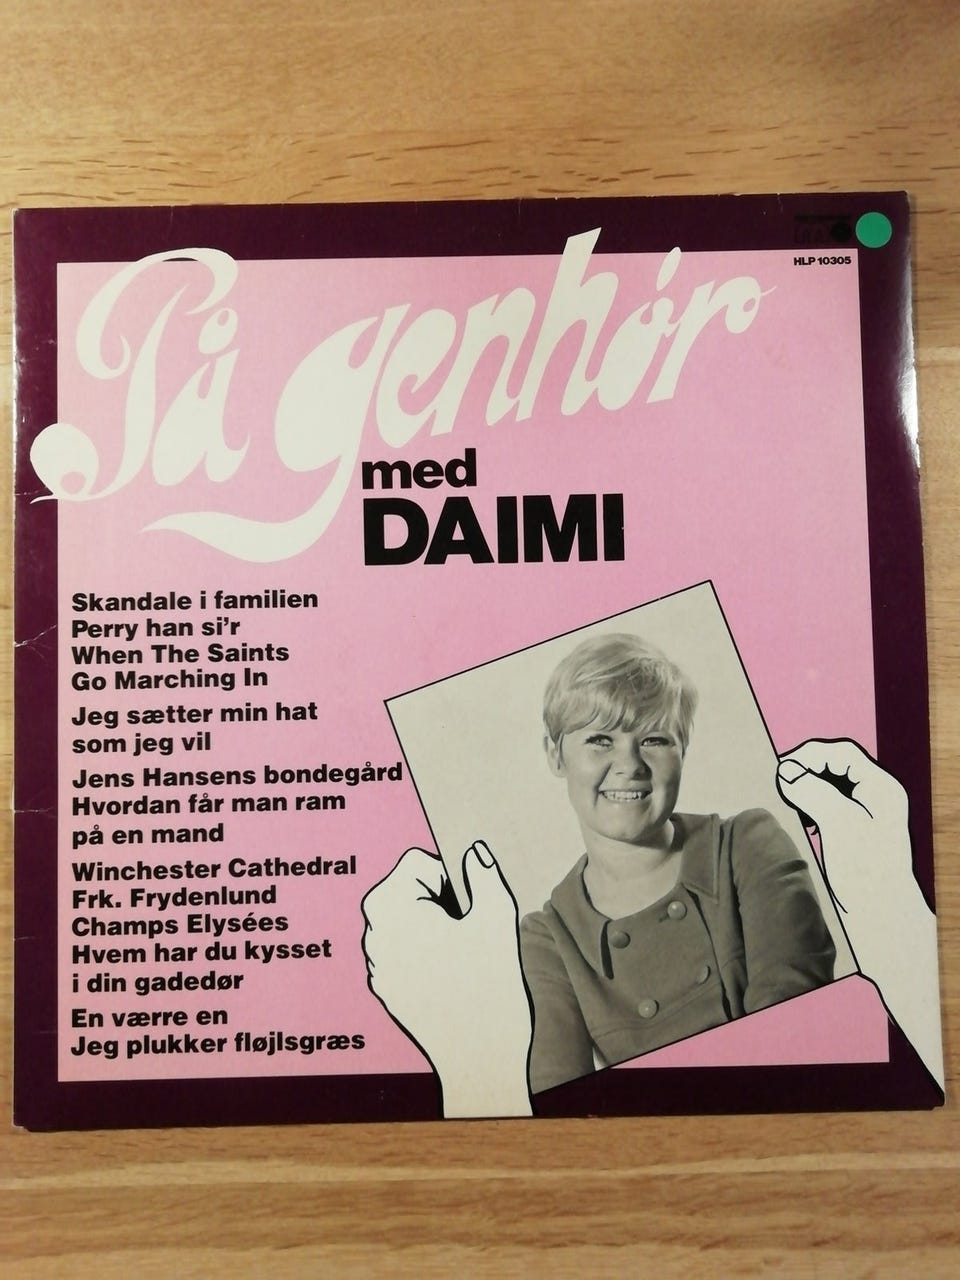 HLP 10305
På genhør
med
DAIMI
Skandale i familien
Perry han si'r
When The Saints
Go Marching In
Jeg sætter min hat
som jeg vil
Jens Hansens bondegård
Hvordan får man ram
på en mand
Winchester Cathedral
Frk. Frydenlund
Champs Elysées
Hvem har du kysset
i din gadedør
En værre en
Jeg plukker fløjlsgræs